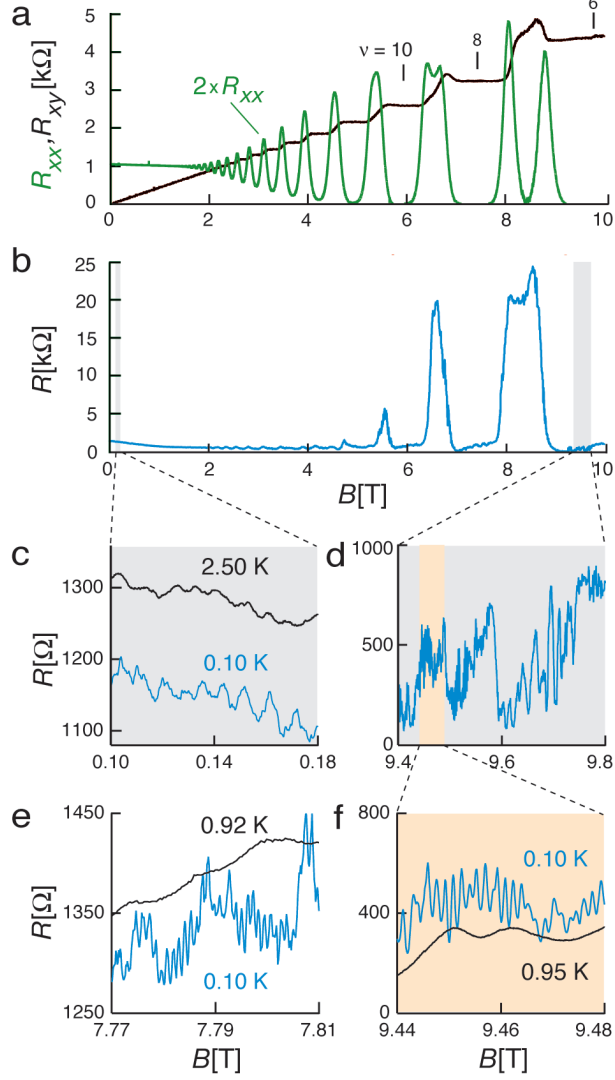 a
R_xx, R_xy [kΩ]
5
4
3
2
1
0
2×R_xx
ν = 10
8
6
0 2 4 6 8 10
b
R[kΩ]
25
20
15
10
5
0
0 2 4 6 8 10
B[T]
c
R[Ω]
1300
1200
1100
2.50 K
0.10 K
0.10 0.14 0.18
d
1000
500
0
9.4 9.6 9.8
e
R[Ω]
1450
1350
1250
0.92 K
0.10 K
7.77 7.79 7.81
B[T]
f
800
400
0
0.10 K
0.95 K
9.44 9.46 9.48
B[T]